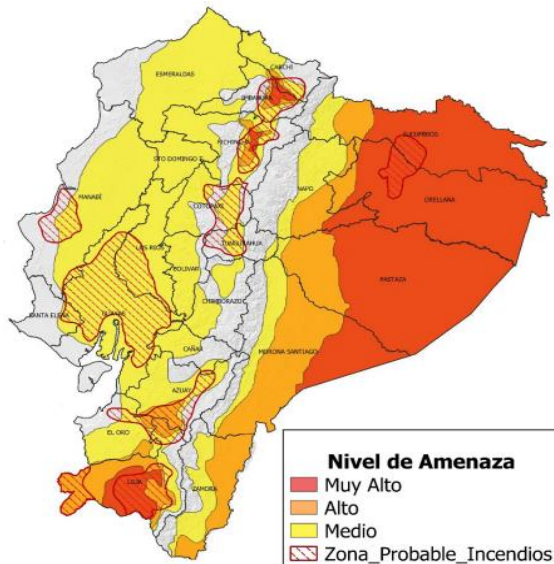 CARCHI
ESMERALDAS
IMBABURA
SUCUMBIOS
PICHINCHA
STO DOMINGO T.
NAPO
ORELLANA
MANABÍ
COTOPAXI
LOS RIOS
TUNGURAHUA
PASTAZA
BOLIVAR
SANTA ELENA
GUAYAS
CHIMBORAZO
MORONA SANTIAGO
CAÑAR
AZUAY
EL ORO
LOJA
ZAMORA
Nivel de Amenaza
Muy Alto
Alto
Medio
Zona_Probable_Incendios